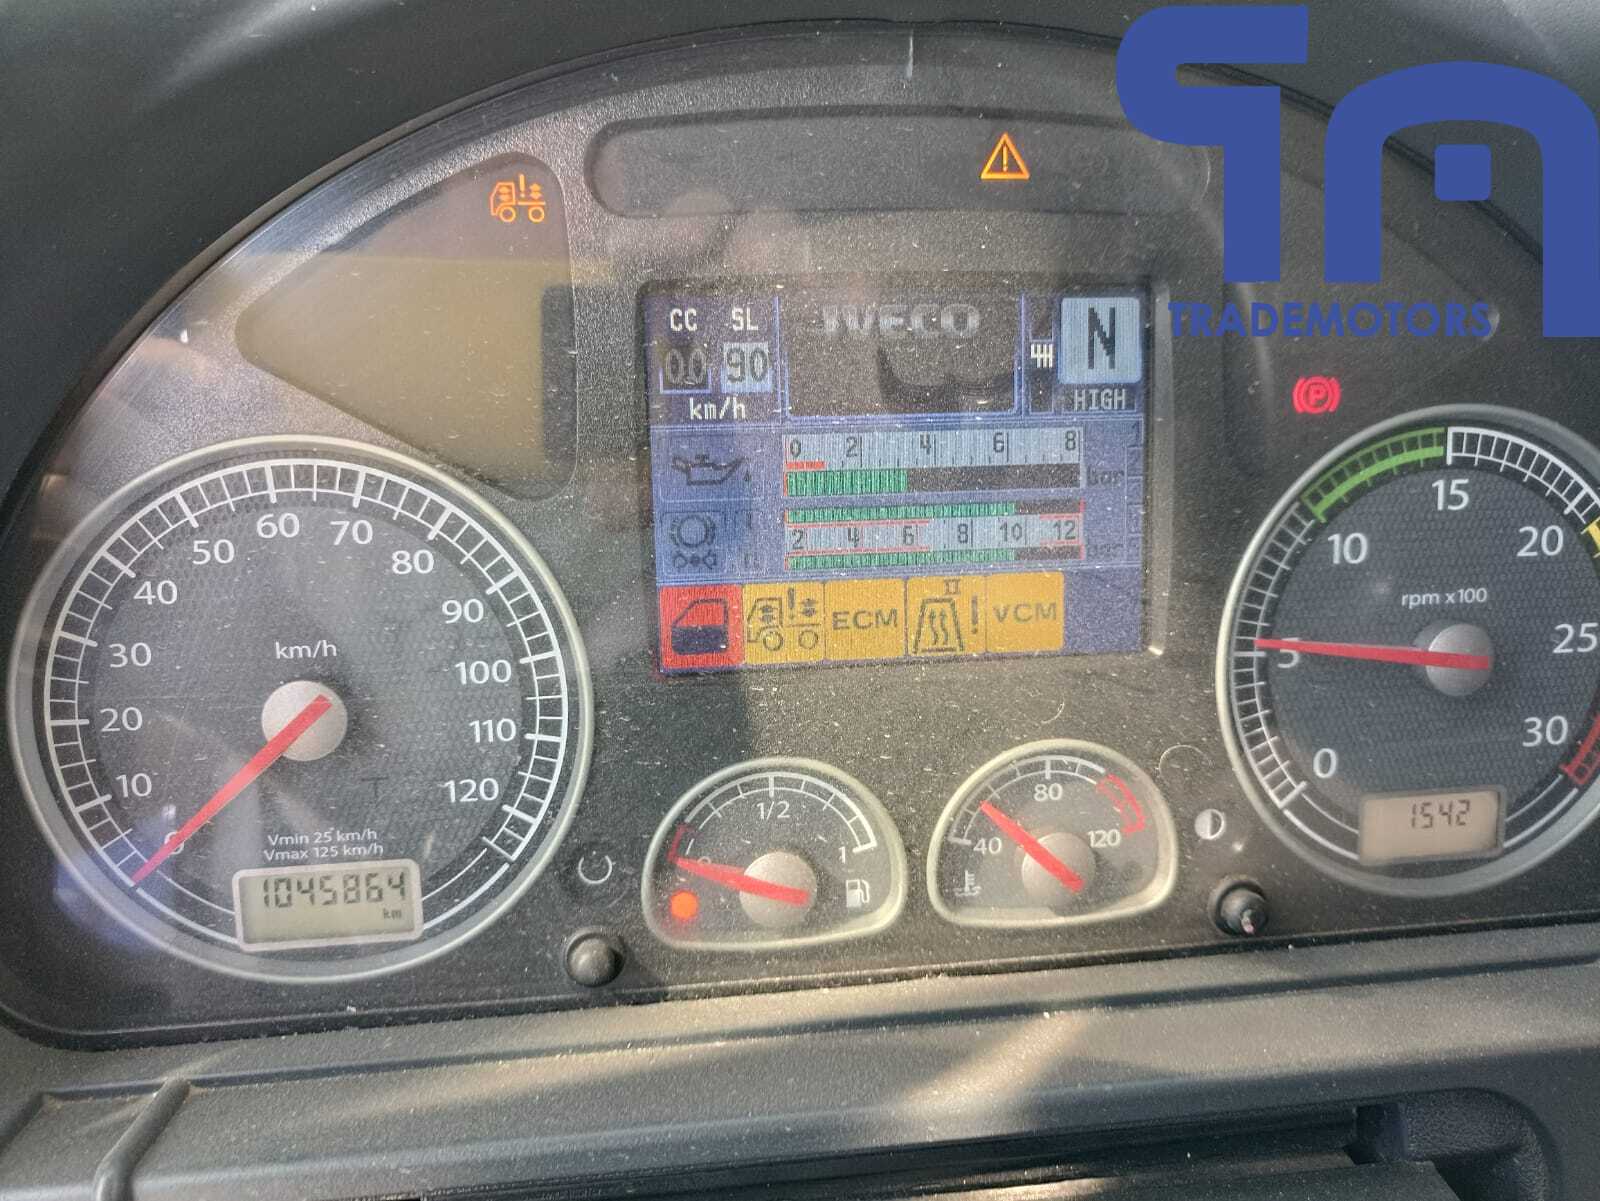 TRADEMOTORS
CC SL
00 90
km/h
IVECO
N
HIGH
0 2 4 6 8
bar
2 4 6 8 10 12
bar
ECM
II
!
VCM
0 10 20 30 40 50 60 70 80 90 100 110 120
km/h
Vmin 25 km/h
Vmax 125 km/h
1045864
km
0 1/2 1
40 80 120
P
0 5 10 15 20 25 30
rpm x100
1542